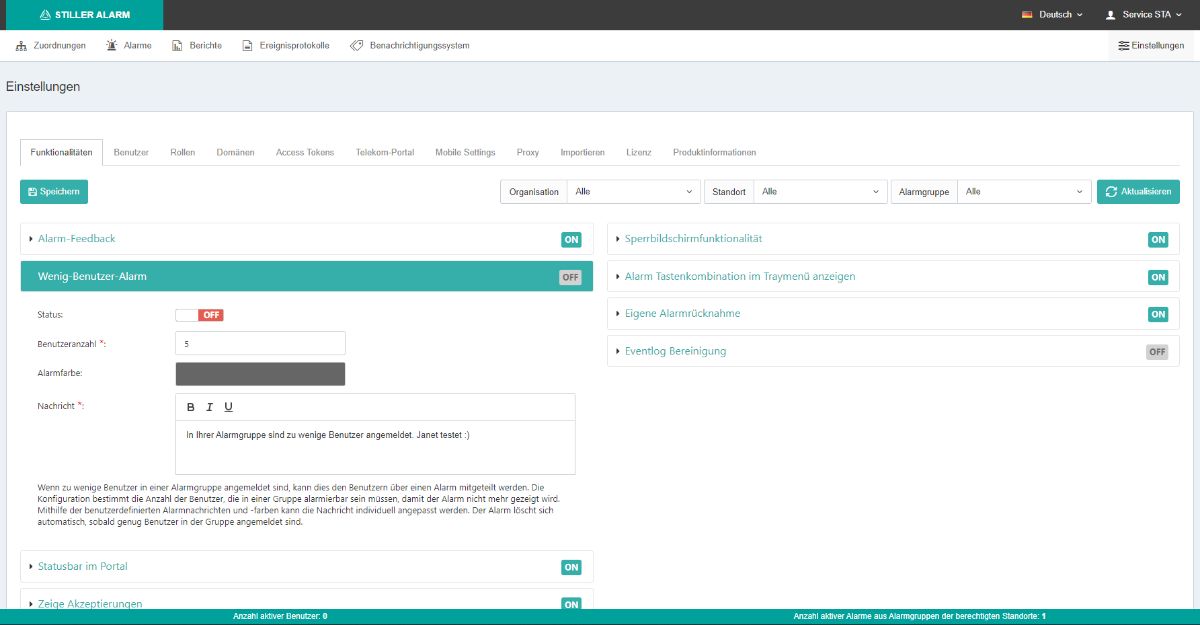 STILLER ALARM
Deutsch
Service STA
Zuordnungen
Alarme
Berichte
Ereignisprotokolle
Benachrichtigungssystem
Einstellungen
Einstellungen
Funktionalitäten
Benutzer
Rollen
Domänen
Access Tokens
Telekom-Portal
Mobile Settings
Proxy
Importieren
Lizenz
Produktinformationen
Speichern
Organisation
Alle
Standort
Alle
Alarmgruppe
Alle
Aktualisieren
Alarm-Feedback
ON
Wenig-Benutzer-Alarm
OFF
Status:
OFF
Benutzeranzahl *:
5
Alarmfarbe:
Nachricht *:
B I U
In Ihrer Alarmgruppe sind zu wenige Benutzer angemeldet. Janet testet :)
Wenn zu wenige Benutzer in einer Alarmgruppe angemeldet sind, kann dies den Benutzern über einen Alarm mitgeteilt werden. Die
Konfiguration bestimmt die Anzahl der Benutzer, die in einer Gruppe alarmierbar sein müssen, damit der Alarm nicht mehr gezeigt wird.
Mithilfe der benutzerdefinierten Alarmnachrichten und -farben kann die Nachricht individuell angepasst werden. Der Alarm löscht sich
automatisch, sobald genug Benutzer in der Gruppe angemeldet sind.
Statusbar im Portal
ON
Zeige Akzeptierungen
ON
Sperrbildschirmfunktionalität
ON
Alarm Tastenkombination im Traymenü anzeigen
ON
Eigene Alarmrücknahme
ON
Eventlog Bereinigung
OFF
Anzahl aktiver Benutzer: 0
Anzahl aktiver Alarme aus Alarmgruppen der berechtigten Standorte: 1